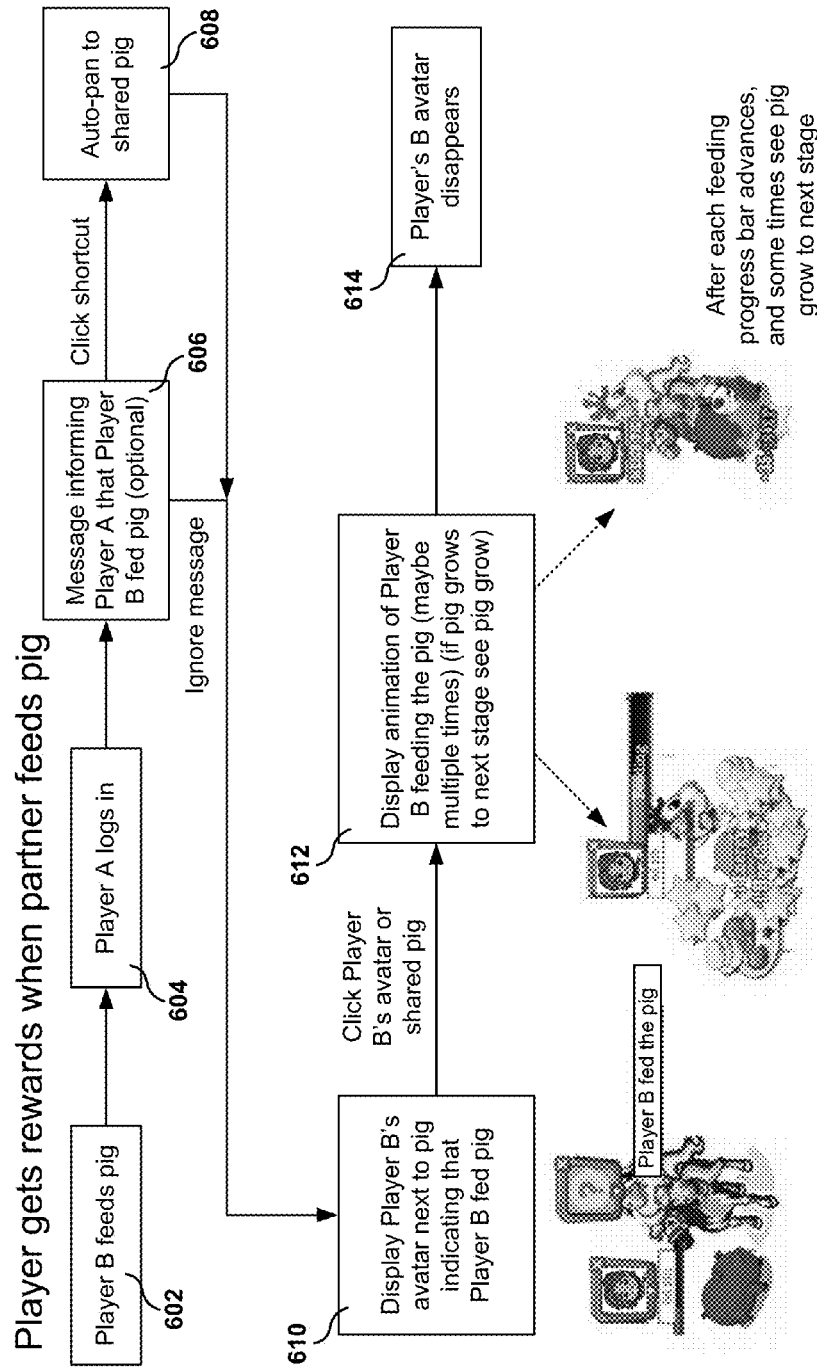 Player gets rewards when partner feeds pig
Player B feeds pig
602
Player A logs in
604
Message informing
Player A that Player
B fed pig (optional)
606
Click shortcut
Auto-pan to
shared pig
608
Ignore message
Display Player B's
avatar next to pig
indicating that
Player B fed pig
610
Click Player
B's avatar or
shared pig
Display animation of Player
B feeding the pig (maybe
multiple times) (if pig grows
to next stage see pig grow)
612
Player's B avatar
disappears
614
?
Player B fed the pig
After each feeding
progress bar advances,
and some times see pig
grow to next stage